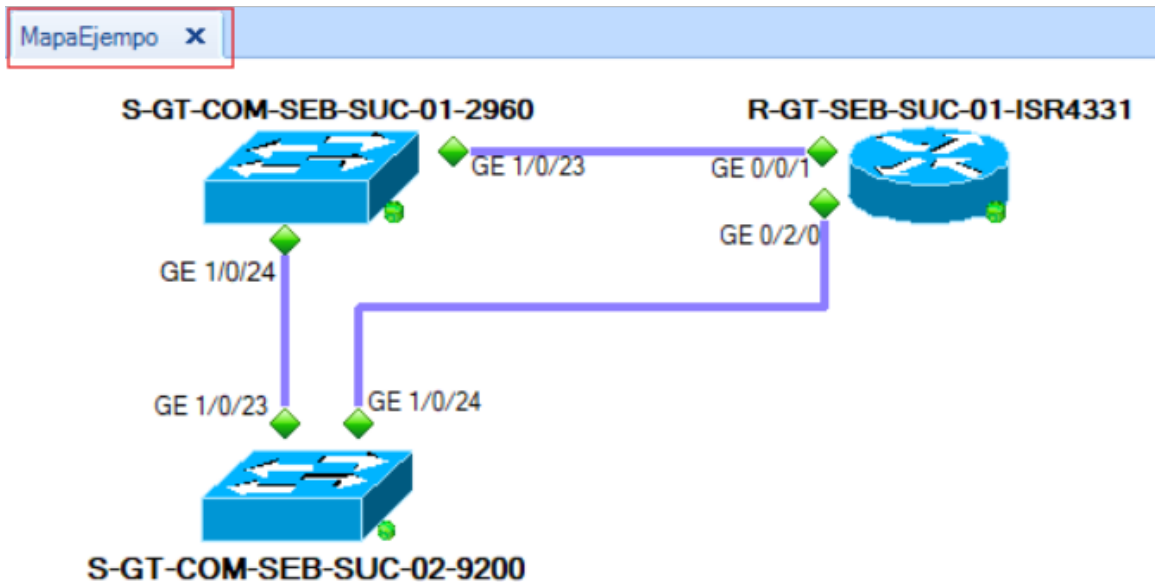 MapaEjempo
S-GT-COM-SEB-SUC-01-2960
R-GT-SEB-SUC-01-ISR4331
GE 1/0/23
GE 0/0/1
GE 0/2/0
GE 1/0/24
GE 1/0/23
GE 1/0/24
S-GT-COM-SEB-SUC-02-9200